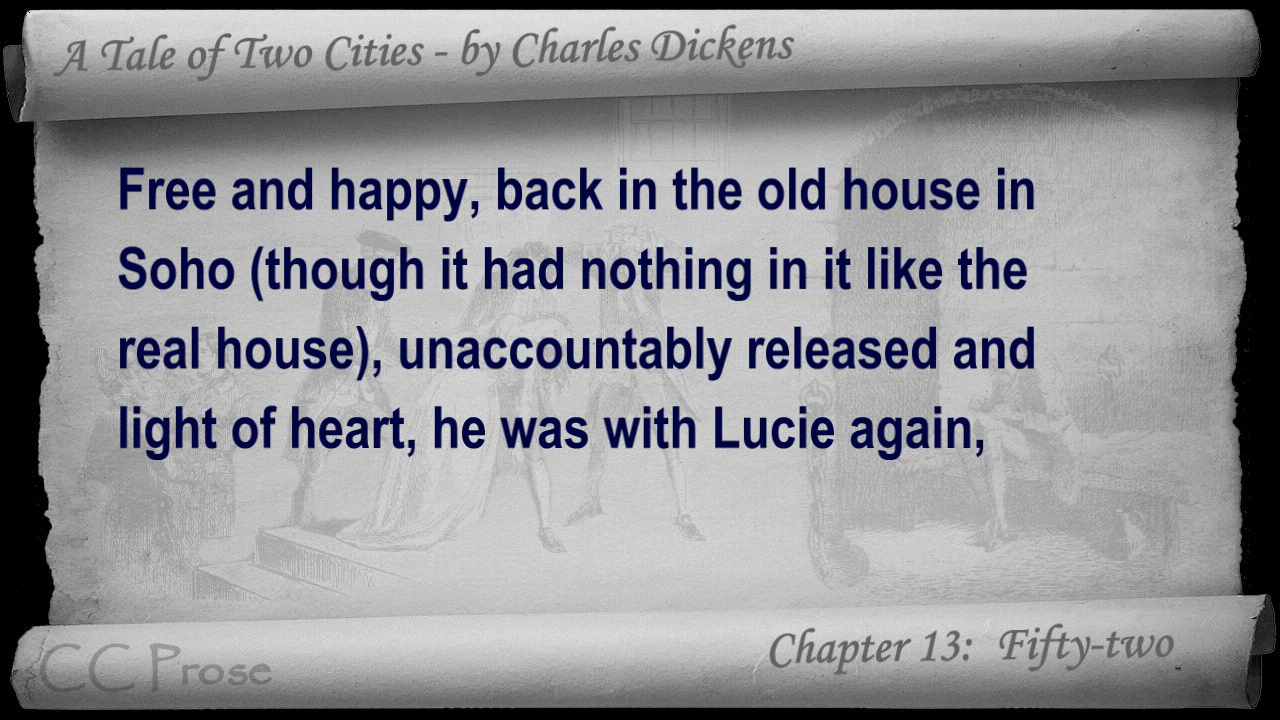 A Tale of Two Cities - by Charles Dickens
Free and happy, back in the old house in
Soho (though it had nothing in it like the
real house), unaccountably released and
light of heart, he was with Lucie again,
Chapter 13: Fifty-two
CC Prose